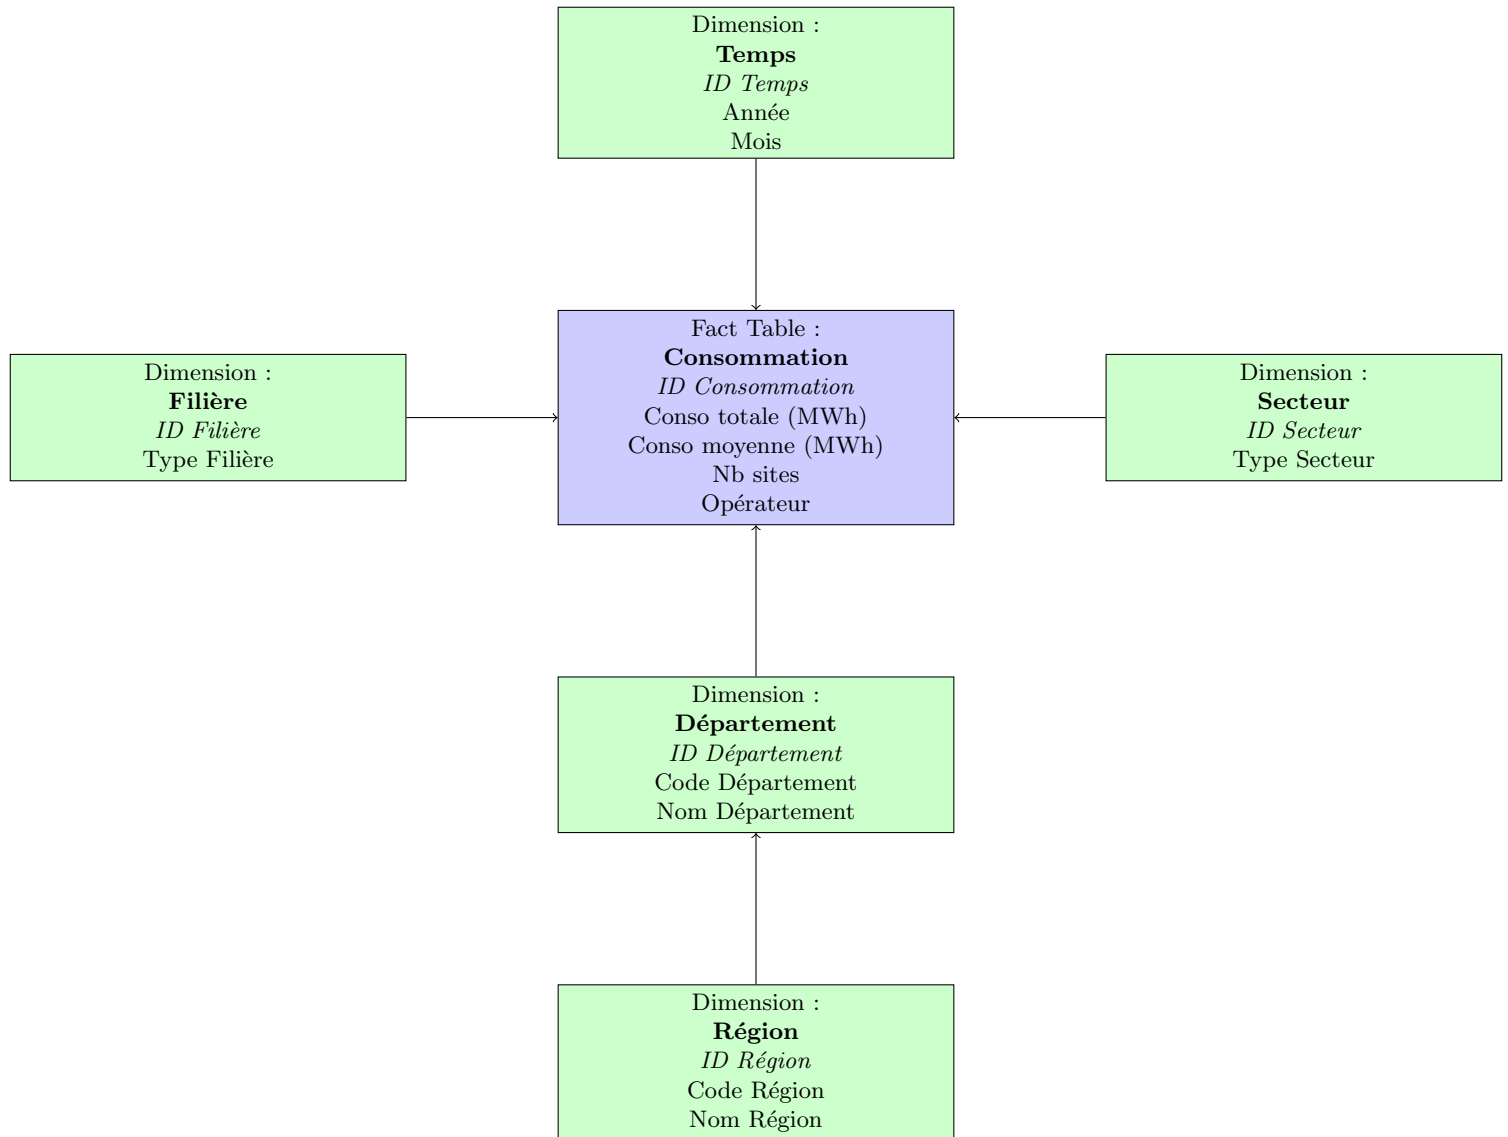 Dimension :
Temps
ID Temps
Année
Mois
Fact Table :
Consommation
ID Consommation
Conso totale (MWh)
Conso moyenne (MWh)
Nb sites
Opérateur
Dimension :
Filière
ID Filière
Type Filière
Dimension :
Secteur
ID Secteur
Type Secteur
Dimension :
Département
ID Département
Code Département
Nom Département
Dimension :
Région
ID Région
Code Région
Nom Région